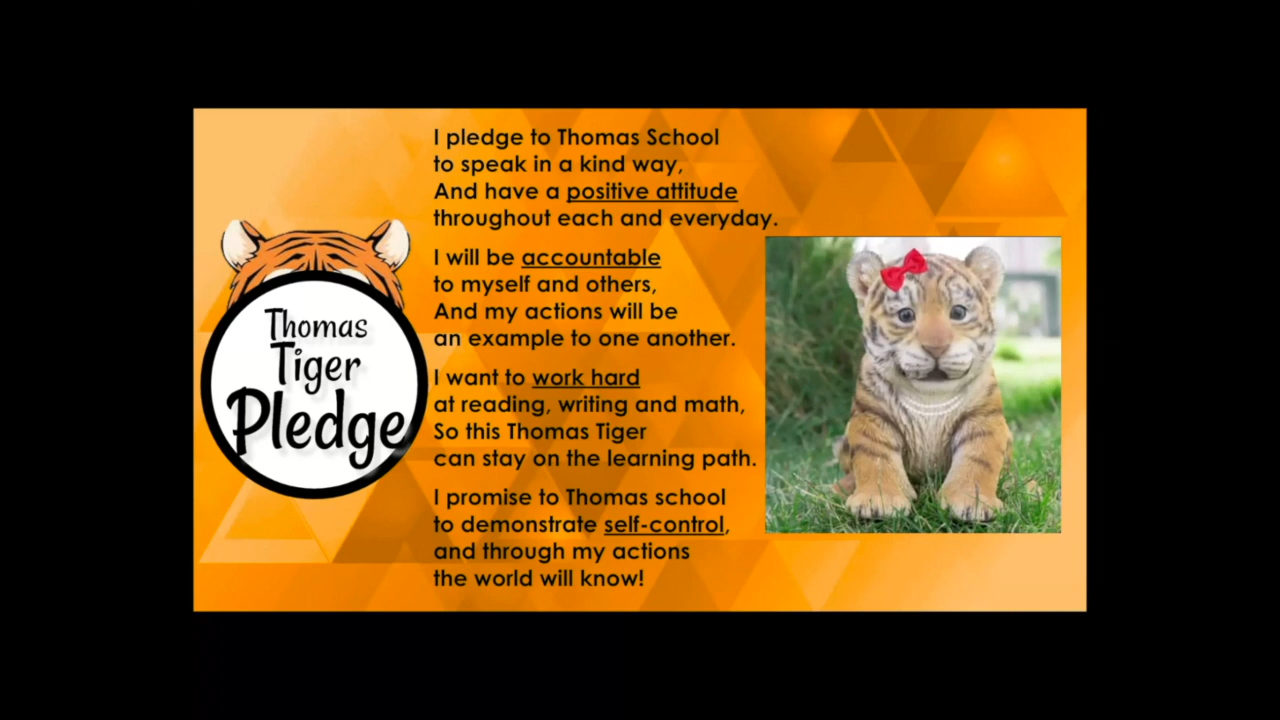 Thomas
Tiger
Pledge
I pledge to Thomas School
to speak in a kind way,
And have a positive attitude
throughout each and everyday.
I will be accountable
to myself and others,
And my actions will be
an example to one another.
I want to work hard
at reading, writing and math,
So this Thomas Tiger
can stay on the learning path.
I promise to Thomas school
to demonstrate self-control,
and through my actions
the world will know!